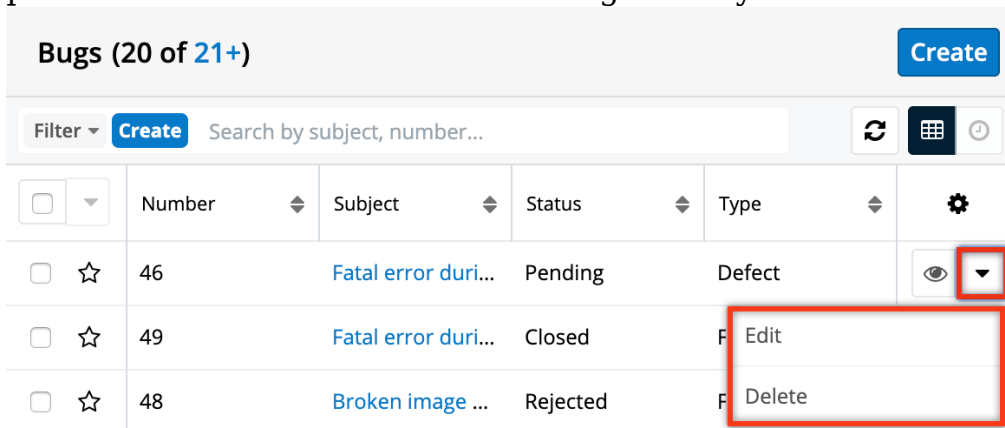 Bugs (20 of 21+)
Create
Filter Create Search by subject, number...
Number Subject Status Type
46 Fatal error duri... Pending Defect
49 Fatal error duri... Closed F
Edit
48 Broken image ... Rejected F
Delete